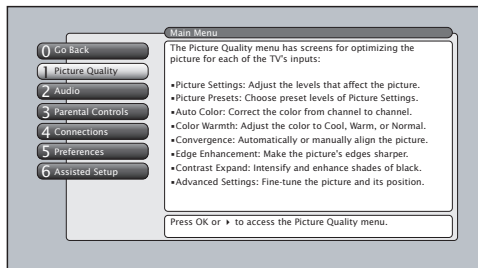 Main Menu
0 Go Back
1 Picture Quality
2 Audio
3 Parental Controls
4 Connections
5 Preferences
6 Assisted Setup
The Picture Quality menu has screens for optimizing the
picture for each of the TV's inputs:
▪Picture Settings: Adjust the levels that affect the picture.
▪Picture Presets: Choose preset levels of Picture Settings.
▪Auto Color: Correct the color from channel to channel.
▪Color Warmth: Adjust the color to Cool, Warm, or Normal.
▪Convergence: Automatically or manually align the picture.
▪Edge Enhancement: Make the picture's edges sharper.
▪Contrast Expand: Intensify and enhance shades of black.
▪Advanced Settings: Fine-tune the picture and its position.
Press OK or ▸ to access the Picture Quality menu.